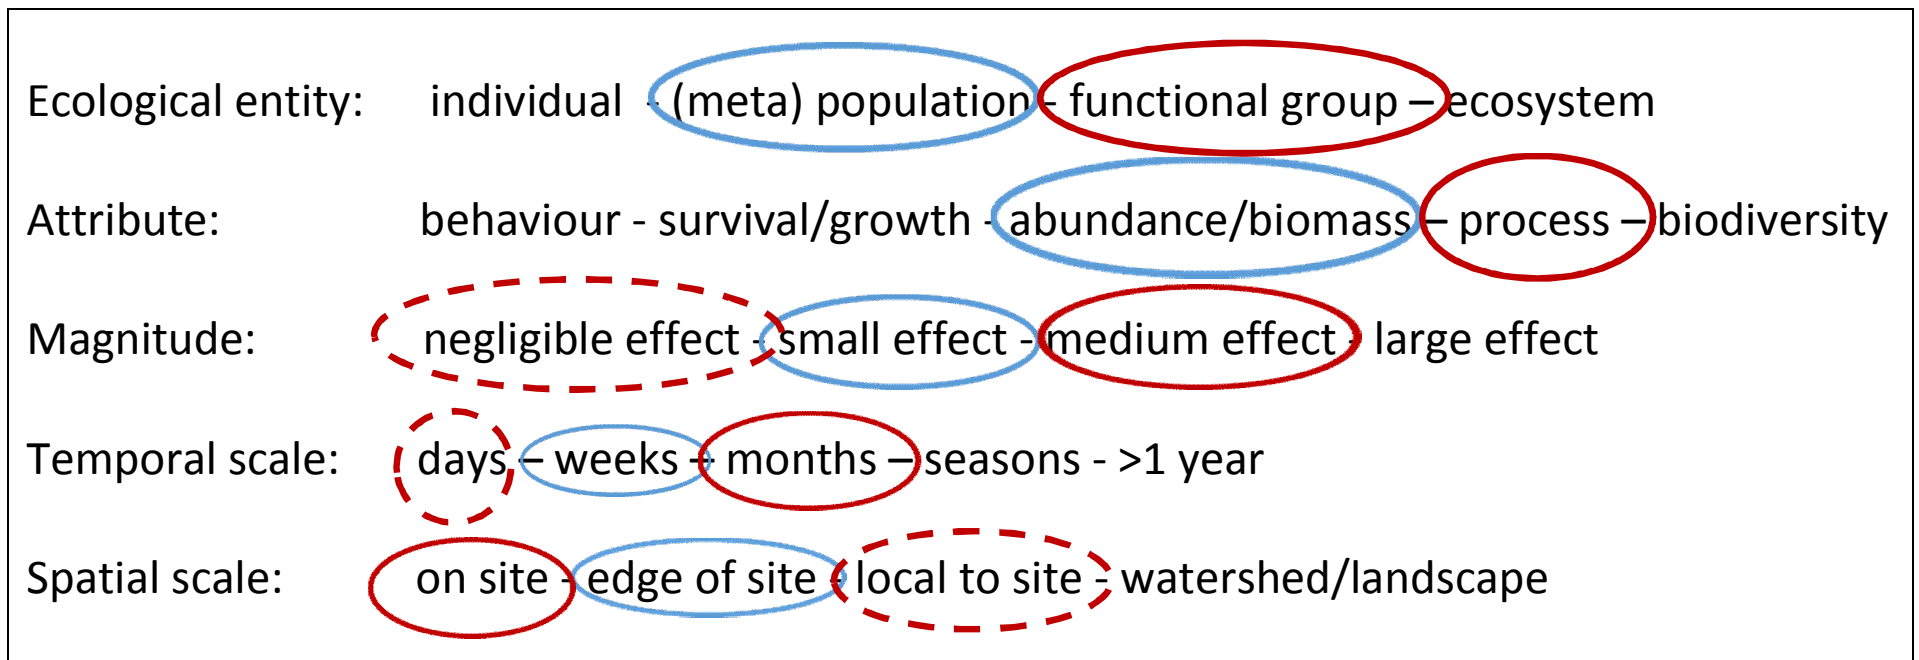 Ecological entity: individual - (meta) population - functional group – ecosystem
Attribute: behaviour - survival/growth - abundance/biomass – process – biodiversity
Magnitude: negligible effect - small effect - medium effect - large effect
Temporal scale: days – weeks – months – seasons - >1 year
Spatial scale: on site - edge of site - local to site - watershed/landscape